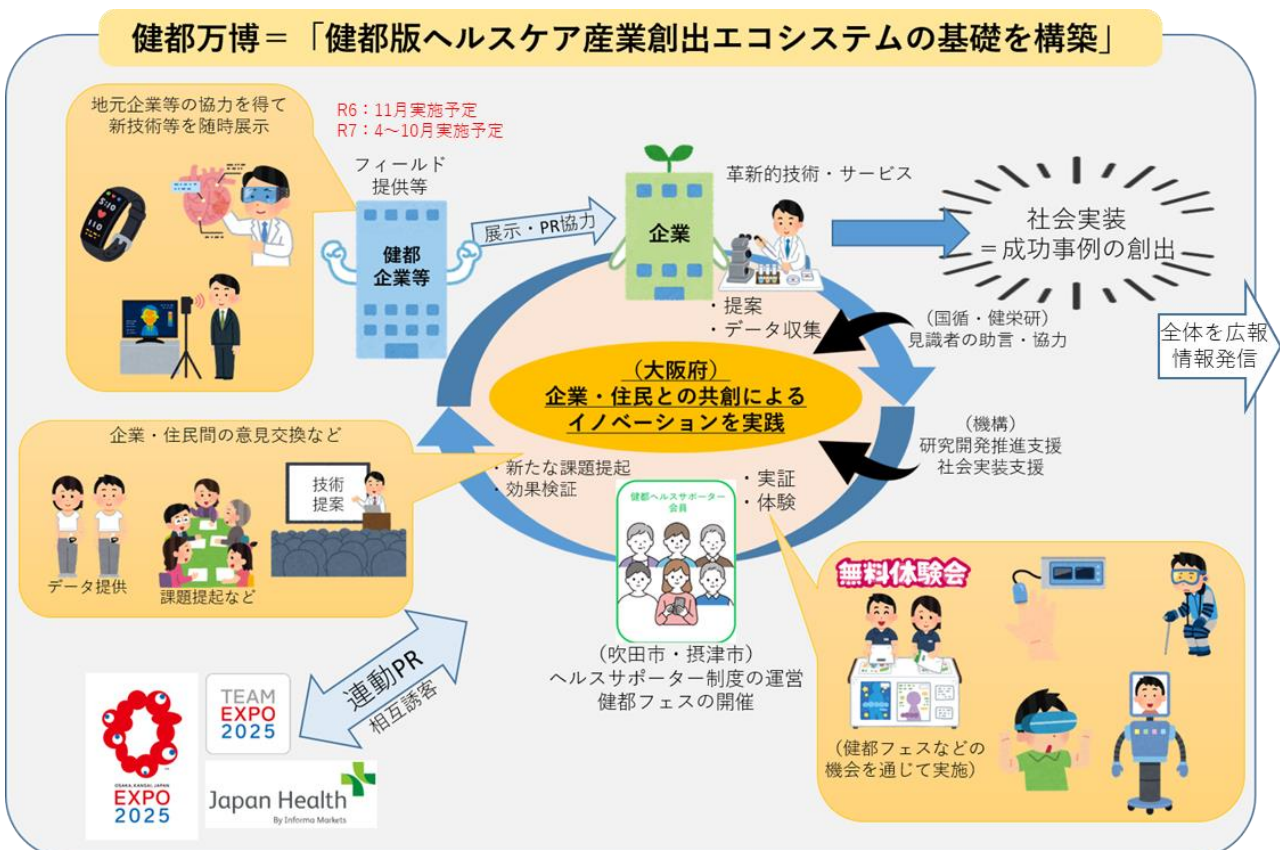 健都万博＝「健都版ヘルスケア産業創出エコシステムの基礎を構築」
地元企業等の協力を得て
新技術等を随時展示
R6：11月実施予定
R7：4～10月実施予定
フィールド
提供等
健都
企業等
展示・PR協力
企業
革新的技術・サービス
社会実装
＝成功事例の創出
・提案
・データ収集
（国循・健栄研）
見識者の助言・協力
全体を広報
情報発信
（大阪府）
企業・住民との共創による
イノベーションを実践
（機構）
研究開発推進支援
社会実装支援
企業・住民間の意見交換など
技術
提案
データ提供
課題提起など
・新たな課題提起
・効果検証
・実証
・体験
健都ヘルスサポーター
会員
（吹田市・摂津市）
ヘルスサポーター制度の運営
健都フェスの開催
無料体験会
（健都フェスなどの
機会を通じて実施）
連動PR
相互誘客
OSAKA, KANSAI, JAPAN
EXPO
2025
TEAM
EXPO
2025
Japan Health
By Informa Markets